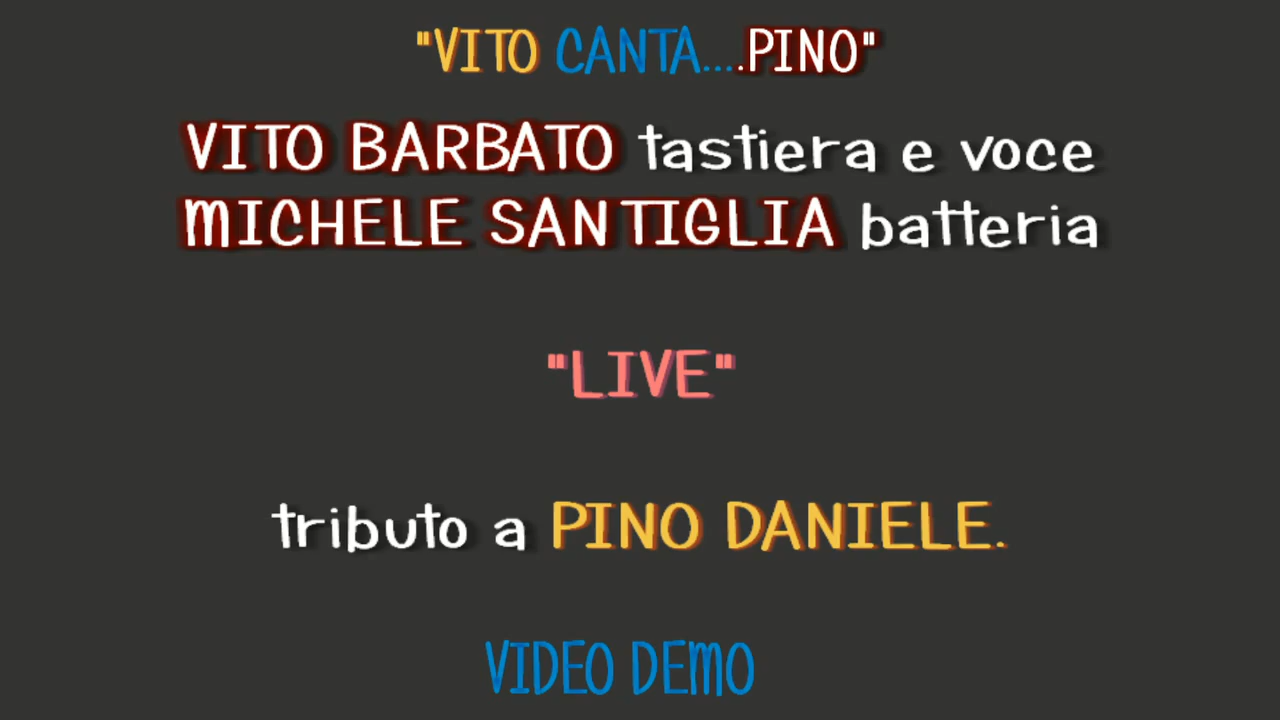 "VITO CANTA....PINO"
VITO BARBATO tastiera e voce
MICHELE SANTIGLIA batteria
"LIVE"
tributo a PINO DANIELE.
VIDEO DEMO